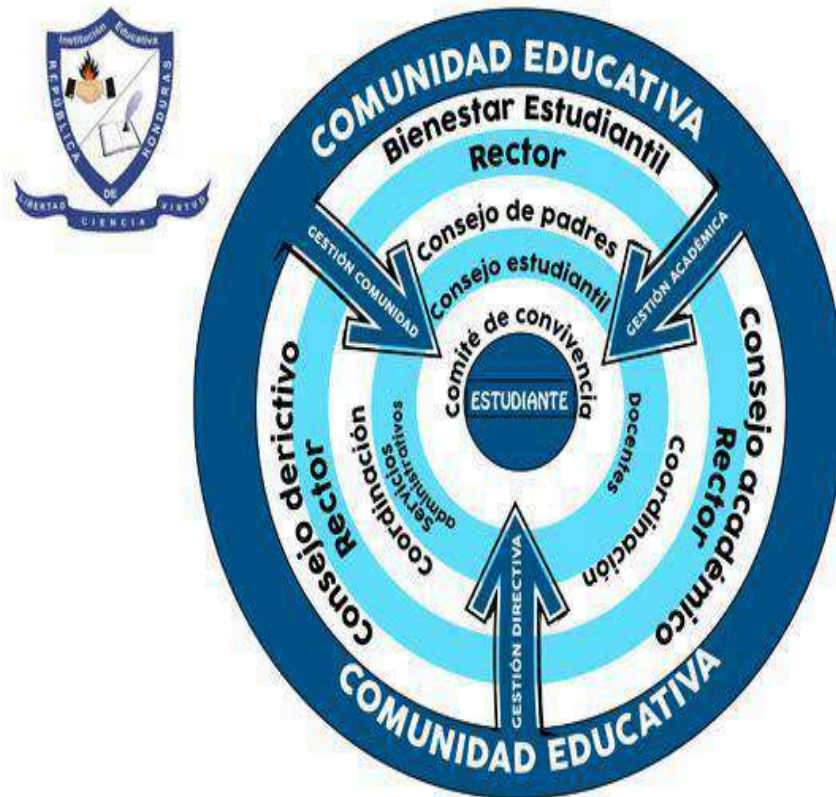 Institución Educativa
REPÚBLICA
DE
HONDURAS
LIBERTAD
CIENCIA
VIRTUD
COMUNIDAD EDUCATIVA
Bienestar Estudiantil
Rector
Consejo de padres
Consejo estudiantil
Comité de convivencia
ESTUDIANTE
GESTIÓN COMUNIDAD
GESTIÓN ACADÉMICA
GESTIÓN DIRECTIVA
Consejo derictivo
Rector
Coordinación
Servicios
administrativos
Docentes
Coordinación
Rector
Consejo académico
COMUNIDAD EDUCATIVA